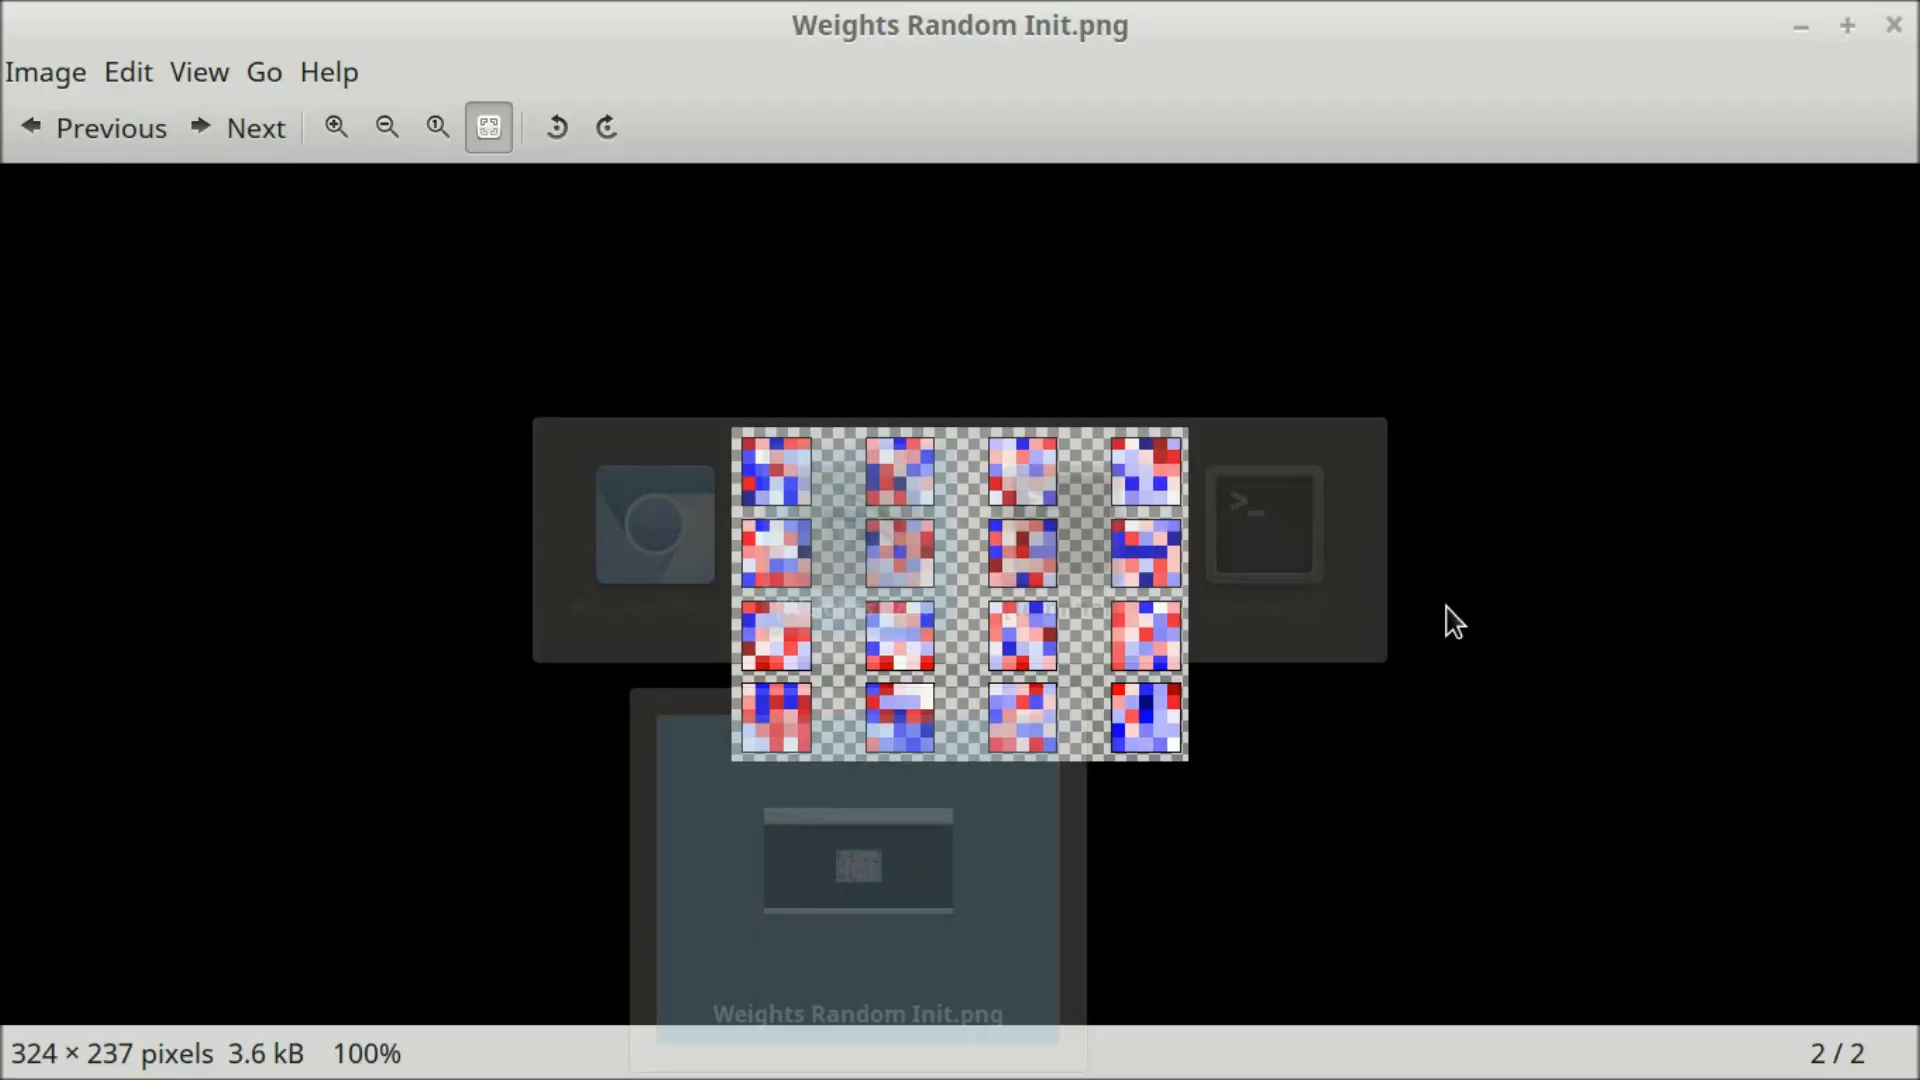 Weights Random Init.png
Image Edit View Go Help
Previous Next
Weights Random Init.png
324 × 237 pixels 3.6 kB 100%
2 / 2